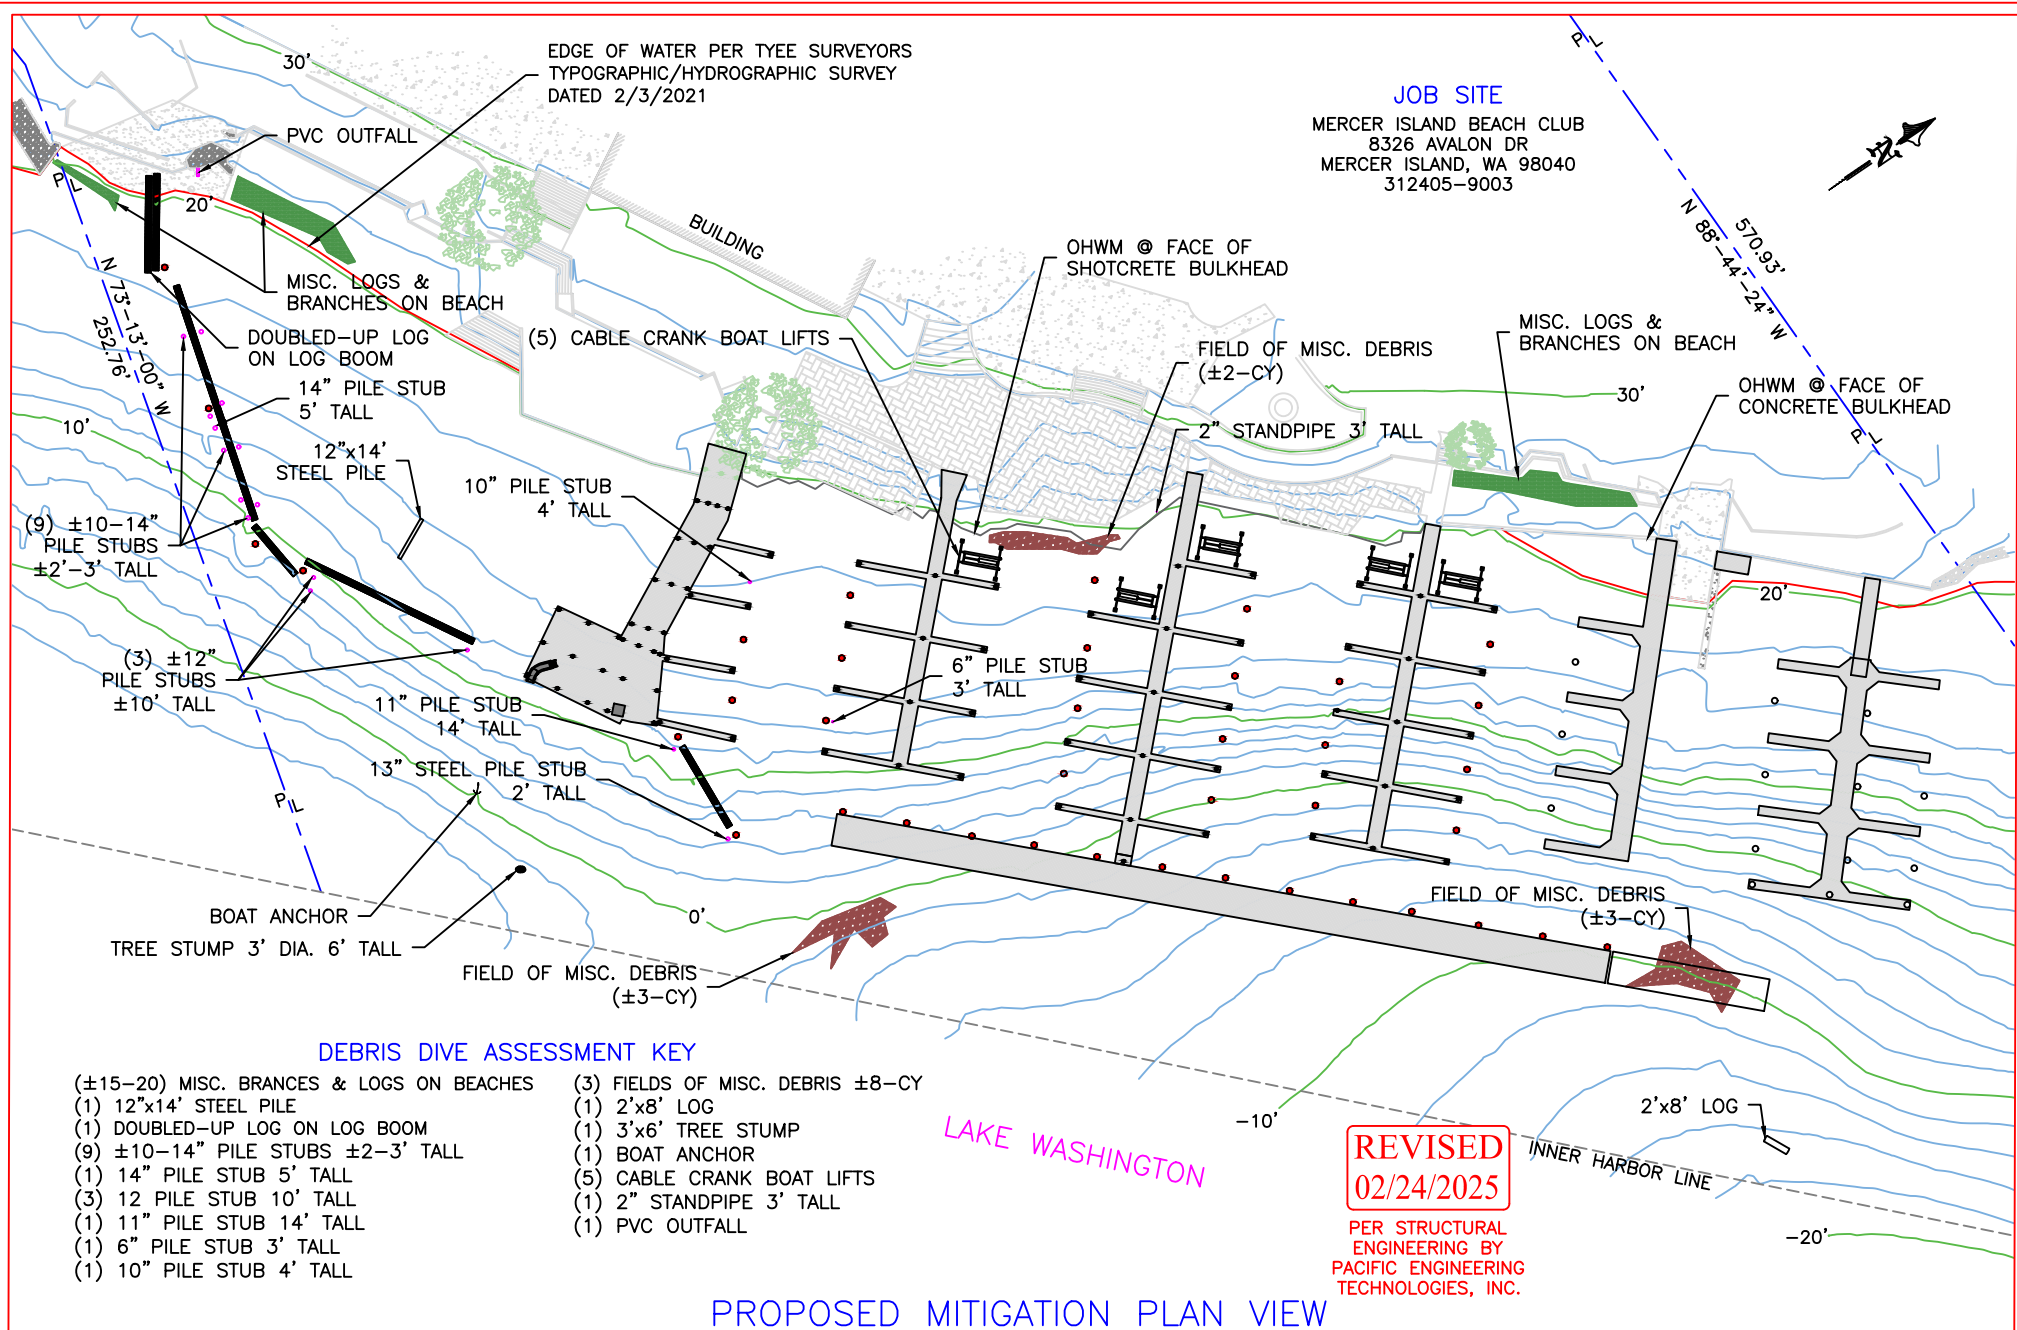 EDGE OF WATER PER TYEE SURVEYORS
TYPOGRAPHIC/HYDROGRAPHIC SURVEY
DATED 2/3/2021
30'
PVC OUTFALL
JOB SITE
MERCER ISLAND BEACH CLUB
8326 AVALON DR
MERCER ISLAND, WA 98040
312405-9003
P L
N
P L
20'
BUILDING
570.93'
N 88°-44'-24" W
OHWM @ FACE OF
SHOTCRETE BULKHEAD
MISC. LOGS &
BRANCHES ON BEACH
N 73°-13'-00" W
252.76'
DOUBLED-UP LOG
ON LOG BOOM
(5) CABLE CRANK BOAT LIFTS
FIELD OF MISC. DEBRIS
(±2-CY)
MISC. LOGS &
BRANCHES ON BEACH
14" PILE STUB
5' TALL
30'
OHWM @ FACE OF
CONCRETE BULKHEAD
10'
12"x14'
STEEL PILE
2" STANDPIPE 3' TALL
P L
10" PILE STUB
4' TALL
(9) ±10-14"
PILE STUBS
±2'-3' TALL
20'
(3) ±12"
PILE STUBS
±10' TALL
6" PILE STUB
3' TALL
11" PILE STUB
14' TALL
13" STEEL PILE STUB
2' TALL
P L
BOAT ANCHOR
0'
FIELD OF MISC. DEBRIS
(±3-CY)
TREE STUMP 3' DIA. 6' TALL
FIELD OF MISC. DEBRIS
(±3-CY)
DEBRIS DIVE ASSESSMENT KEY
(±15-20) MISC. BRANCES & LOGS ON BEACHES
(1) 12"x14' STEEL PILE
(1) DOUBLED-UP LOG ON LOG BOOM
(9) ±10-14" PILE STUBS ±2-3' TALL
(1) 14" PILE STUB 5' TALL
(3) 12 PILE STUB 10' TALL
(1) 11" PILE STUB 14' TALL
(1) 6" PILE STUB 3' TALL
(1) 10" PILE STUB 4' TALL
(3) FIELDS OF MISC. DEBRIS ±8-CY
(1) 2'x8' LOG
(1) 3'x6' TREE STUMP
(1) BOAT ANCHOR
(5) CABLE CRANK BOAT LIFTS
(1) 2" STANDPIPE 3' TALL
(1) PVC OUTFALL
LAKE WASHINGTON
-10'
2'x8' LOG
INNER HARBOR LINE
-20'
REVISED
02/24/2025
PER STRUCTURAL
ENGINEERING BY
PACIFIC ENGINEERING
TECHNOLOGIES, INC.
PROPOSED MITIGATION PLAN VIEW